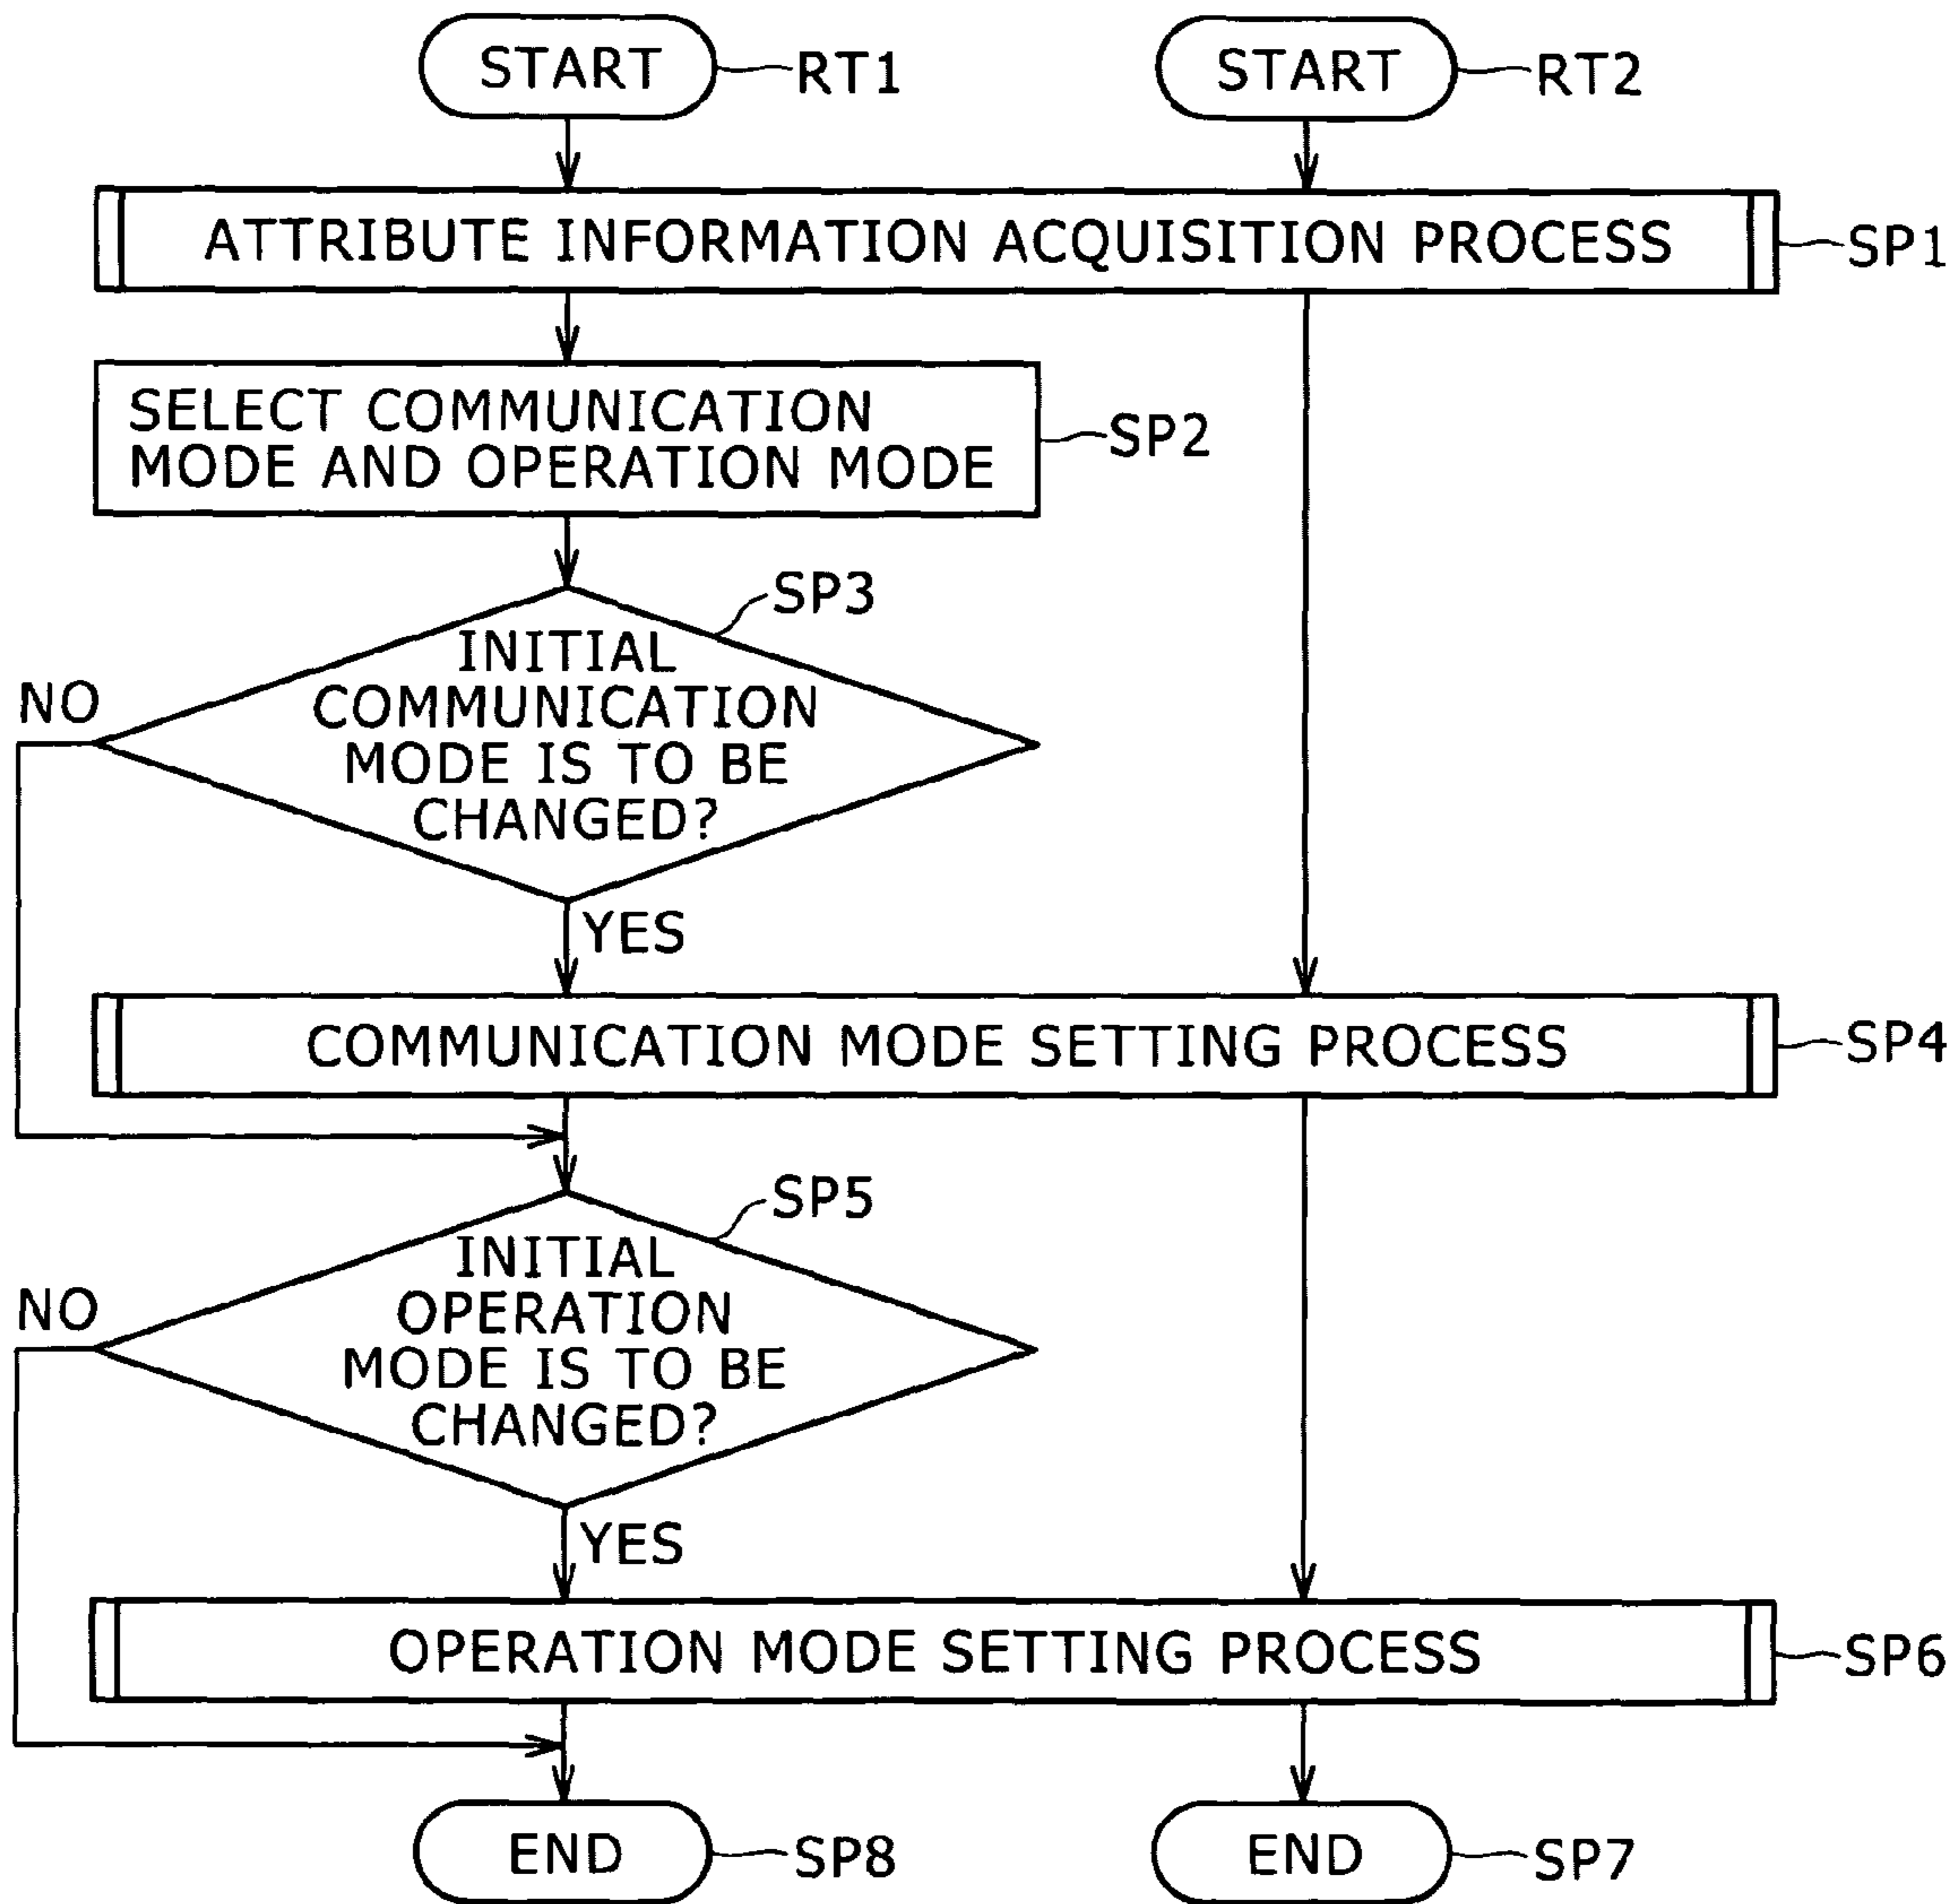 START RT1 START RT2
ATTRIBUTE INFORMATION ACQUISITION PROCESS SP1
SELECT COMMUNICATION
MODE AND OPERATION MODE SP2
SP3
INITIAL
COMMUNICATION
MODE IS TO BE
CHANGED?
NO
YES
COMMUNICATION MODE SETTING PROCESS SP4
SP5
INITIAL
OPERATION
MODE IS TO BE
CHANGED?
NO
YES
OPERATION MODE SETTING PROCESS SP6
END SP8 END SP7